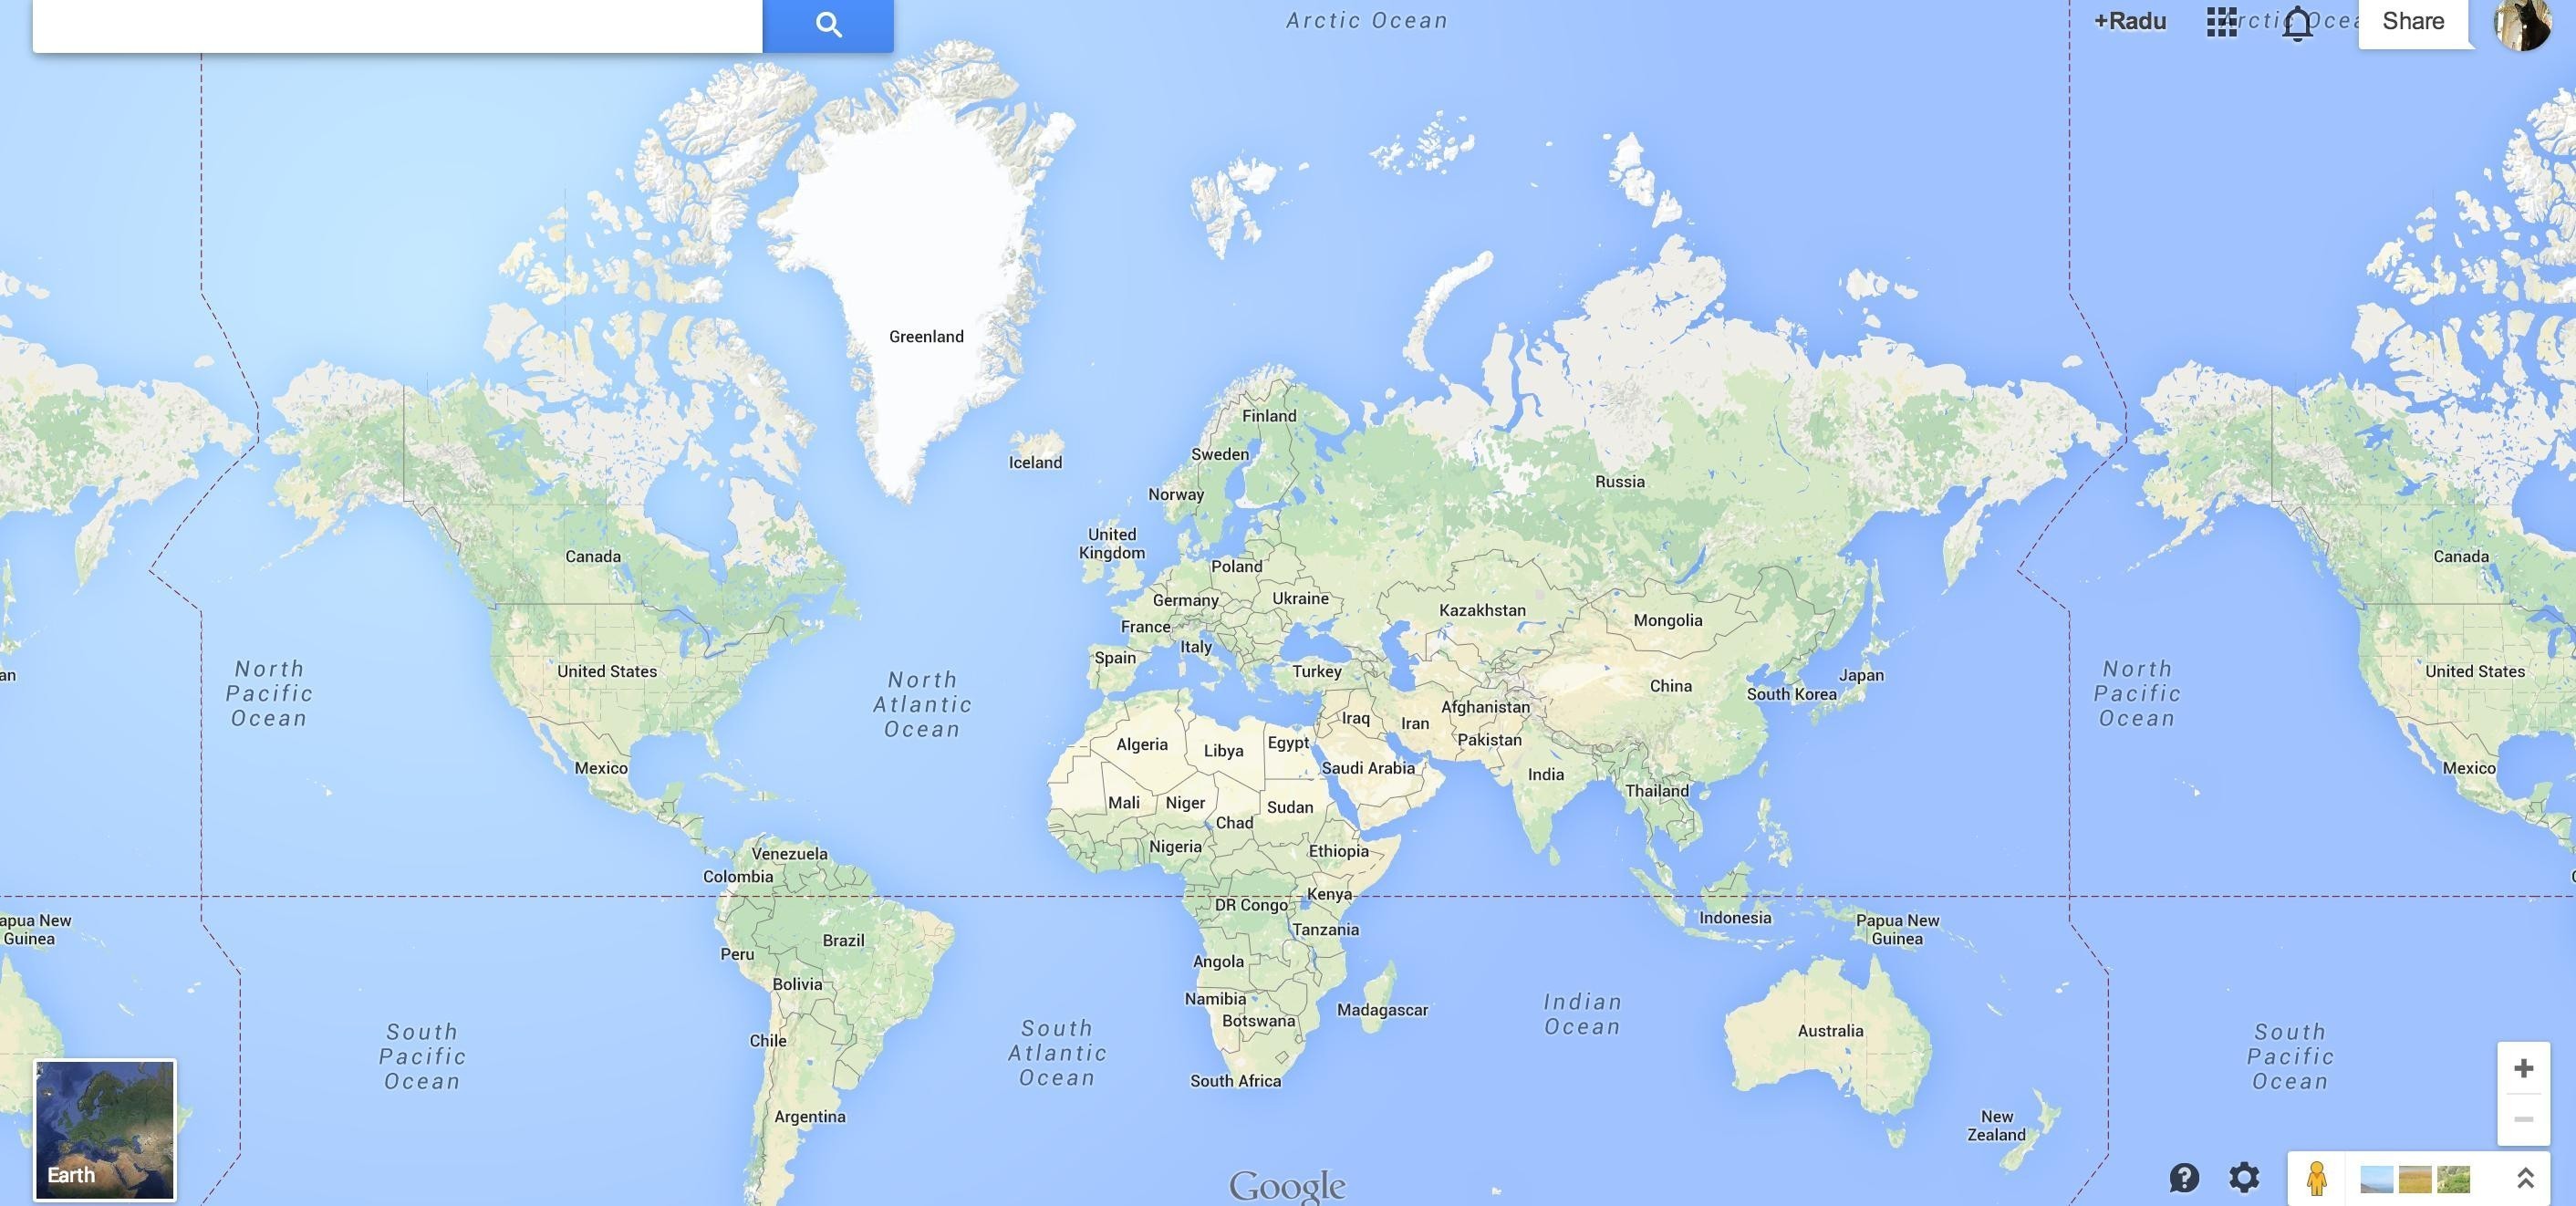 Arctic Ocean
+Radu
Arctic Ocea
Share
Greenland
Finland
Iceland
Sweden
Russia
Norway
United
Kingdom
Canada
Canada
Poland
Germany
Ukraine
Kazakhstan
Mongolia
France
Italy
Spain
North
Pacific
Ocean
United States
North
Atlantic
Ocean
Turkey
China
Japan
South Korea
North
Pacific
Ocean
United States
an
Afghanistan
Iraq
Iran
Pakistan
Algeria
Libya
Egypt
Saudi Arabia
India
Mexico
Mexico
Thailand
Mali
Niger
Sudan
Chad
Nigeria
Ethiopia
Venezuela
Colombia
Kenya
DR Congo
Indonesia
Papua New
Guinea
apua New
Guinea
Tanzania
Brazil
Peru
Angola
Bolivia
Namibia
Madagascar
Indian
Ocean
Botswana
Australia
Chile
South
Pacific
Ocean
South
Atlantic
Ocean
South
Pacific
Ocean
South Africa
Argentina
New
Zealand
Earth
Google